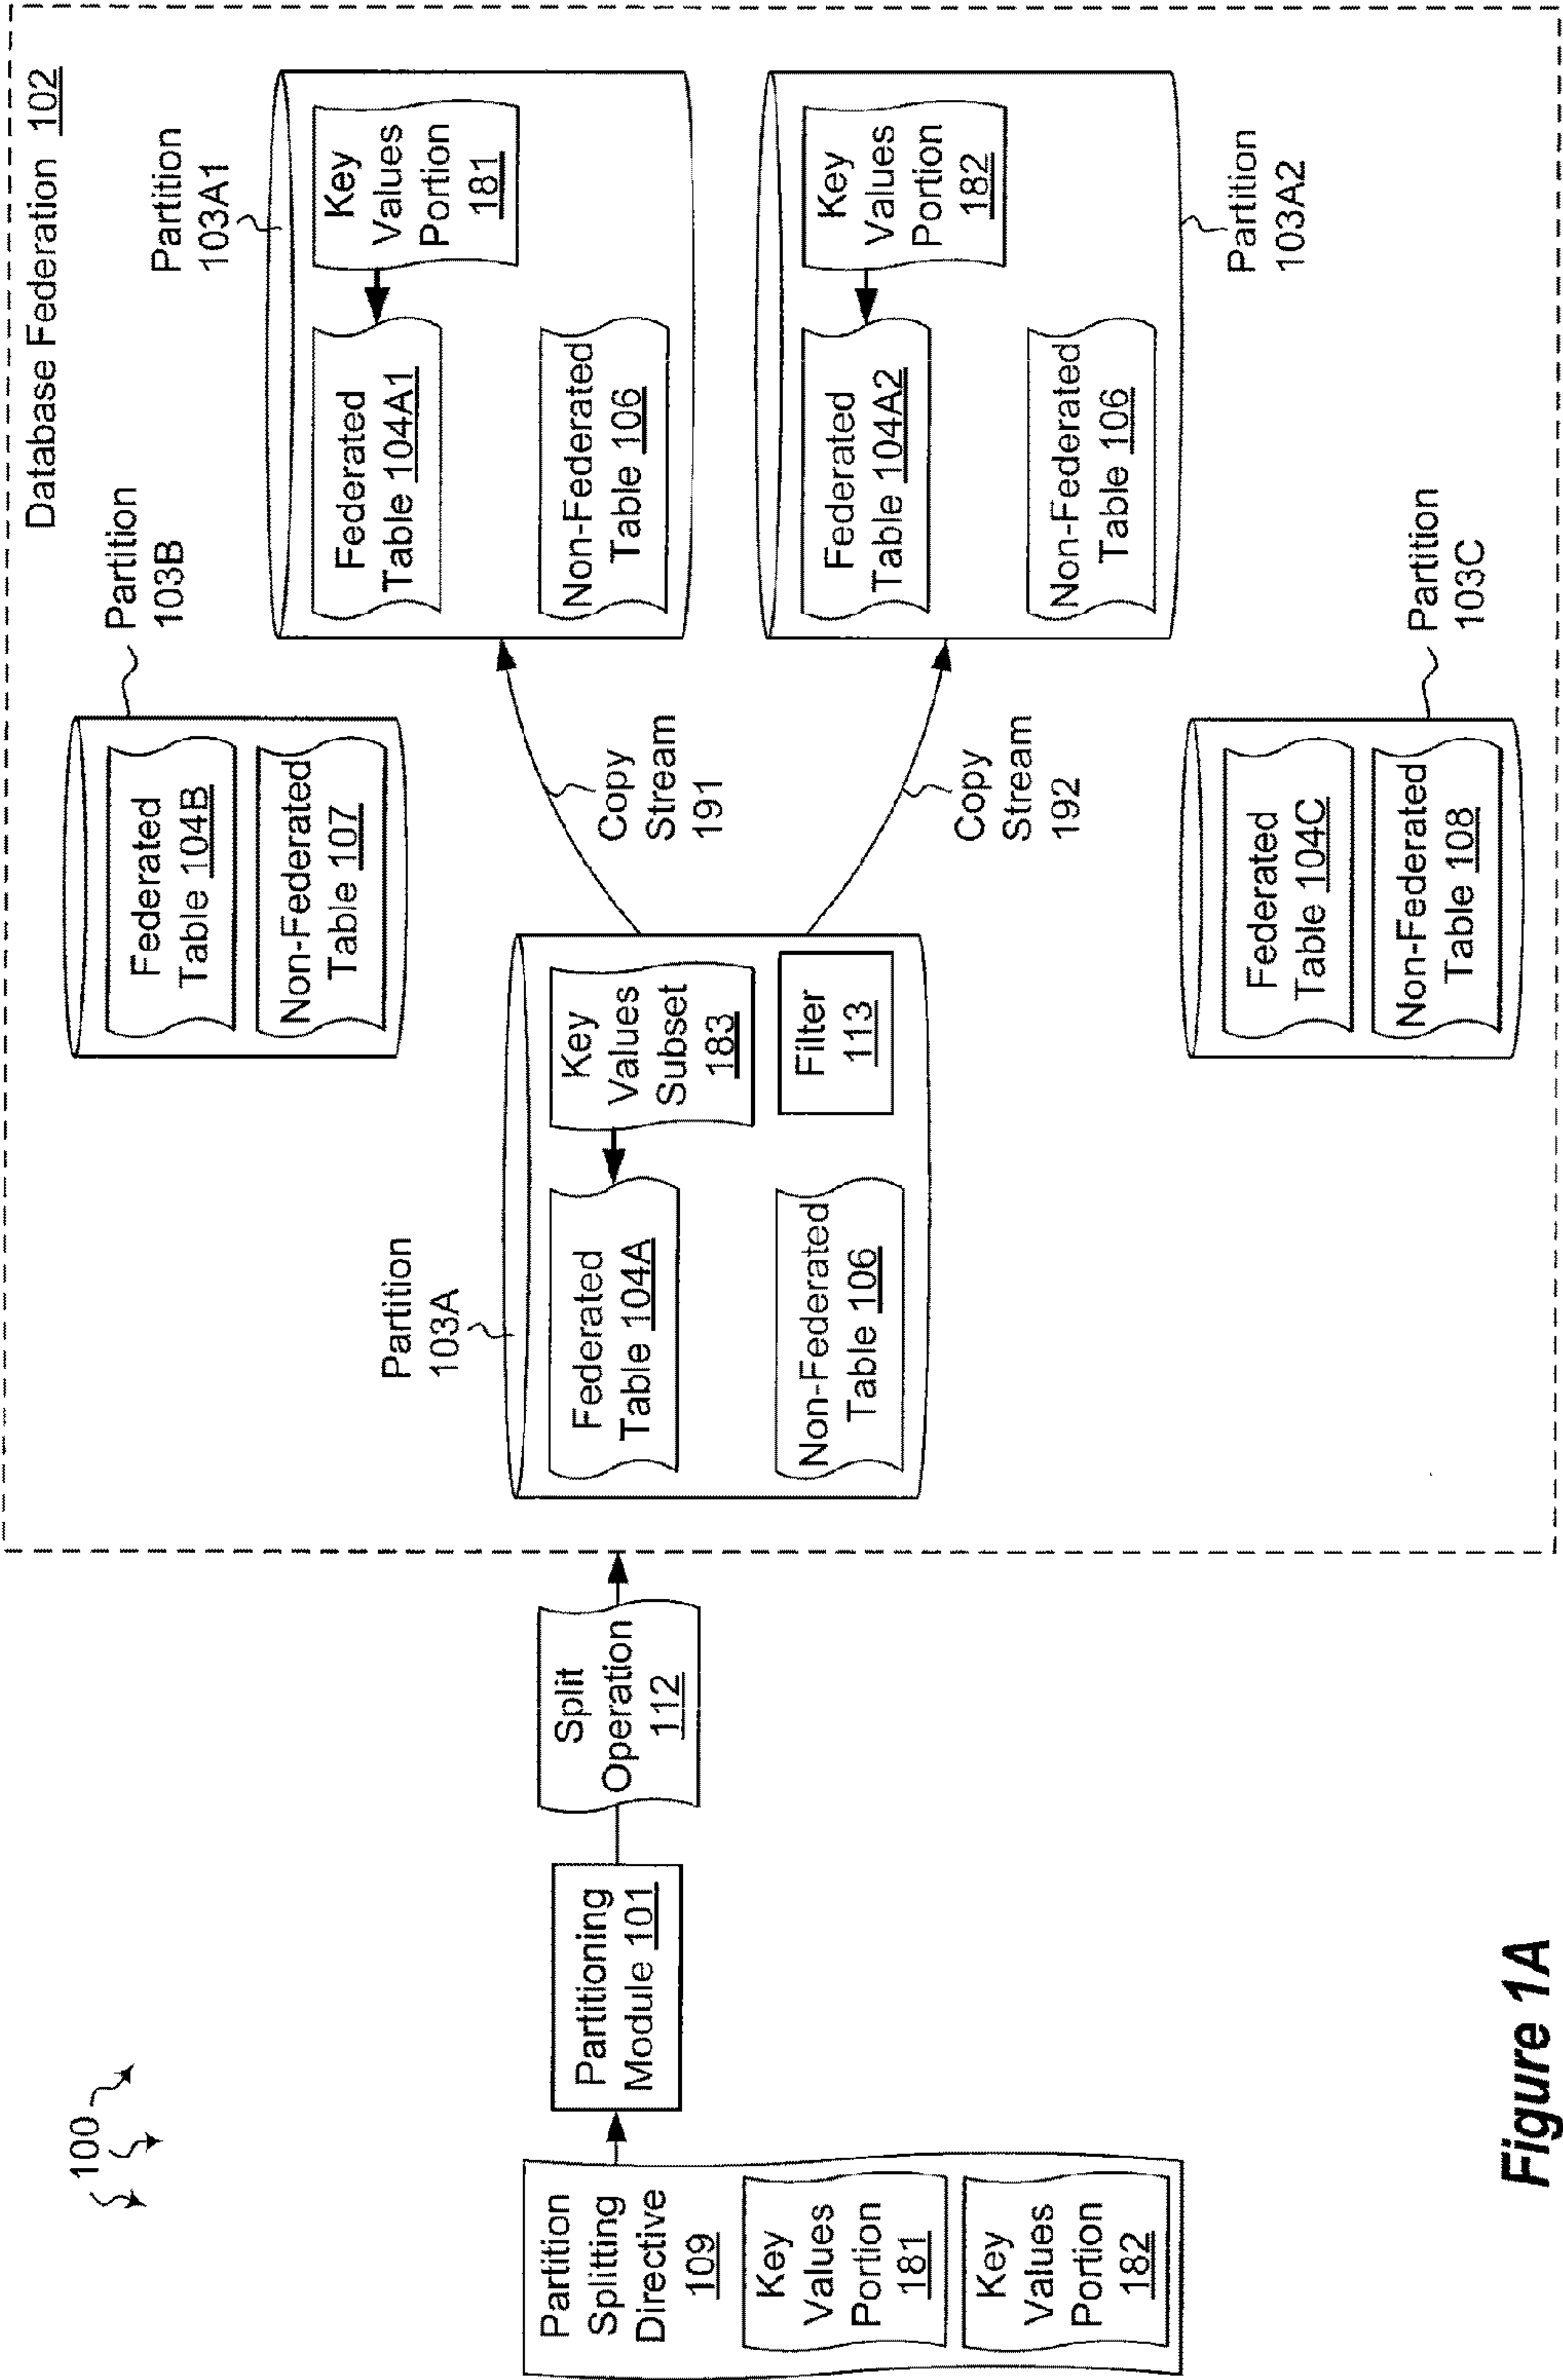 100
Partition
Splitting
Directive
109
Key
Values
Portion
181
Key
Values
Portion
182
Partitioning
Module 101
Split
Operation
112
Database Federation 102
Partition
103A
Federated
Table 104A
Key
Values
Subset
183
Non-Federated
Table 106
Filter
113
Partition
103B
Federated
Table 104B
Non-Federated
Table 107
Copy
Stream
191
Copy
Stream
192
Partition
103C
Federated
Table 104C
Non-Federated
Table 108
Partition
103A1
Federated
Table 104A1
Key
Values
Portion
181
Non-Federated
Table 106
Partition
103A2
Federated
Table 104A2
Key
Values
Portion
182
Non-Federated
Table 106
Figure 1A